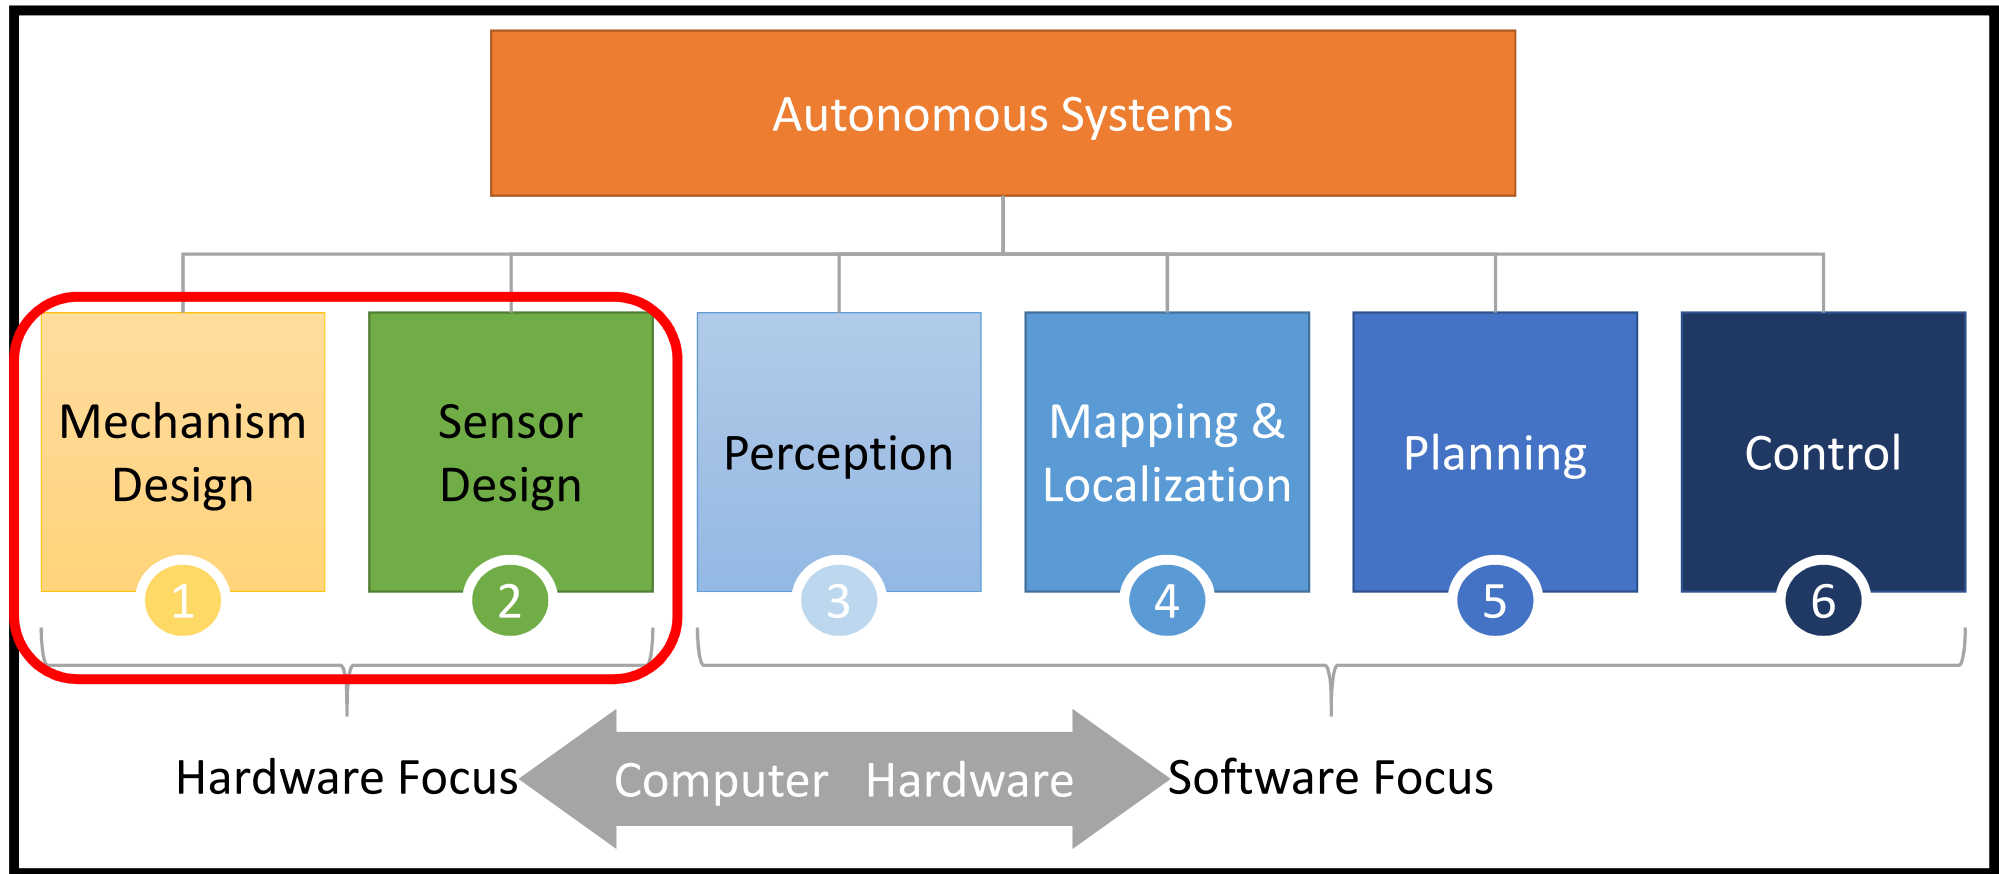 Autonomous Systems
Mechanism
Design
1
Sensor
Design
2
Perception
3
Mapping &
Localization
4
Planning
5
Control
6
Hardware Focus
Computer Hardware
Software Focus